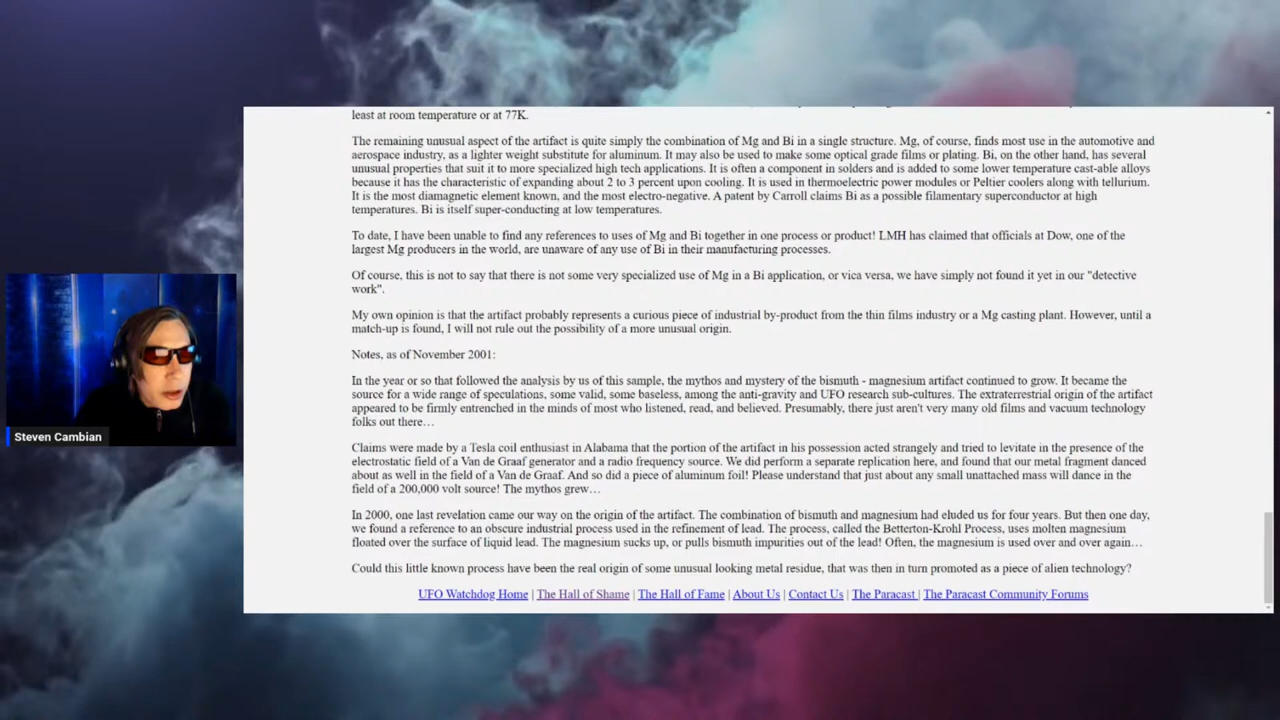 least at room temperature or at 77K.
The remaining unusual aspect of the artifact is quite simply the combination of Mg and Bi in a single structure. Mg, of course, finds most use in the automotive and
aerospace industry, as a lighter weight substitute for aluminum. It may also be used to make some optical grade films or plating. Bi, on the other hand, has several
unusual properties that suit it to more specialized high tech applications. It is often a component in solders and is added to some lower temperature cast-able alloys
because it has the characteristic of expanding about 2 to 3 percent upon cooling. It is used in thermoelectric power modules or Peltier coolers along with tellurium.
It is the most diamagnetic element known, and the most electro-negative. A patent by Carroll claims Bi as a possible filamentary superconductor at high
temperatures. Bi is itself super-conducting at low temperatures.
To date, I have been unable to find any references to uses of Mg and Bi together in one process or product! LMH has claimed that officials at Dow, one of the
largest Mg producers in the world, are unaware of any use of Bi in their manufacturing processes.
Of course, this is not to say that there is not some very specialized use of Mg in a Bi application, or vica versa, we have simply not found it yet in our "detective
work".
My own opinion is that the artifact probably represents a curious piece of industrial by-product from the thin films industry or a Mg casting plant. However, until a
match-up is found, I will not rule out the possibility of a more unusual origin.
Notes, as of November 2001:
In the year or so that followed the analysis by us of this sample, the mythos and mystery of the bismuth - magnesium artifact continued to grow. It became the
source for a wide range of speculations, some valid, some baseless, among the anti-gravity and UFO research sub-cultures. The extraterrestrial origin of the artifact
appeared to be firmly entrenched in the minds of most who listened, read, and believed. Presumably, there just aren't very many old films and vacuum technology
folks out there…
Claims were made by a Tesla coil enthusiast in Alabama that the portion of the artifact in his possession acted strangely and tried to levitate in the presence of the
electrostatic field of a Van de Graaf generator and a radio frequency source. We did perform a separate replication here, and found that our metal fragment danced
about as well in the field of a Van de Graaf. And so did a piece of aluminum foil! Please understand that just about any small unattached mass will dance in the
field of a 200,000 volt source! The mythos grew…
In 2000, one last revelation came our way on the origin of the artifact. The combination of bismuth and magnesium had eluded us for four years. But then one day,
we found a reference to an obscure industrial process used in the refinement of lead. The process, called the Betterton-Krohl Process, uses molten magnesium
floated over the surface of liquid lead. The magnesium sucks up, or pulls bismuth impurities out of the lead! Often, the magnesium is used over and over again…
Could this little known process have been the real origin of some unusual looking metal residue, that was then in turn promoted as a piece of alien technology?
UFO Watchdog Home | The Hall of Shame | The Hall of Fame | About Us | Contact Us | The Paracast | The Paracast Community Forums
Steven Cambian